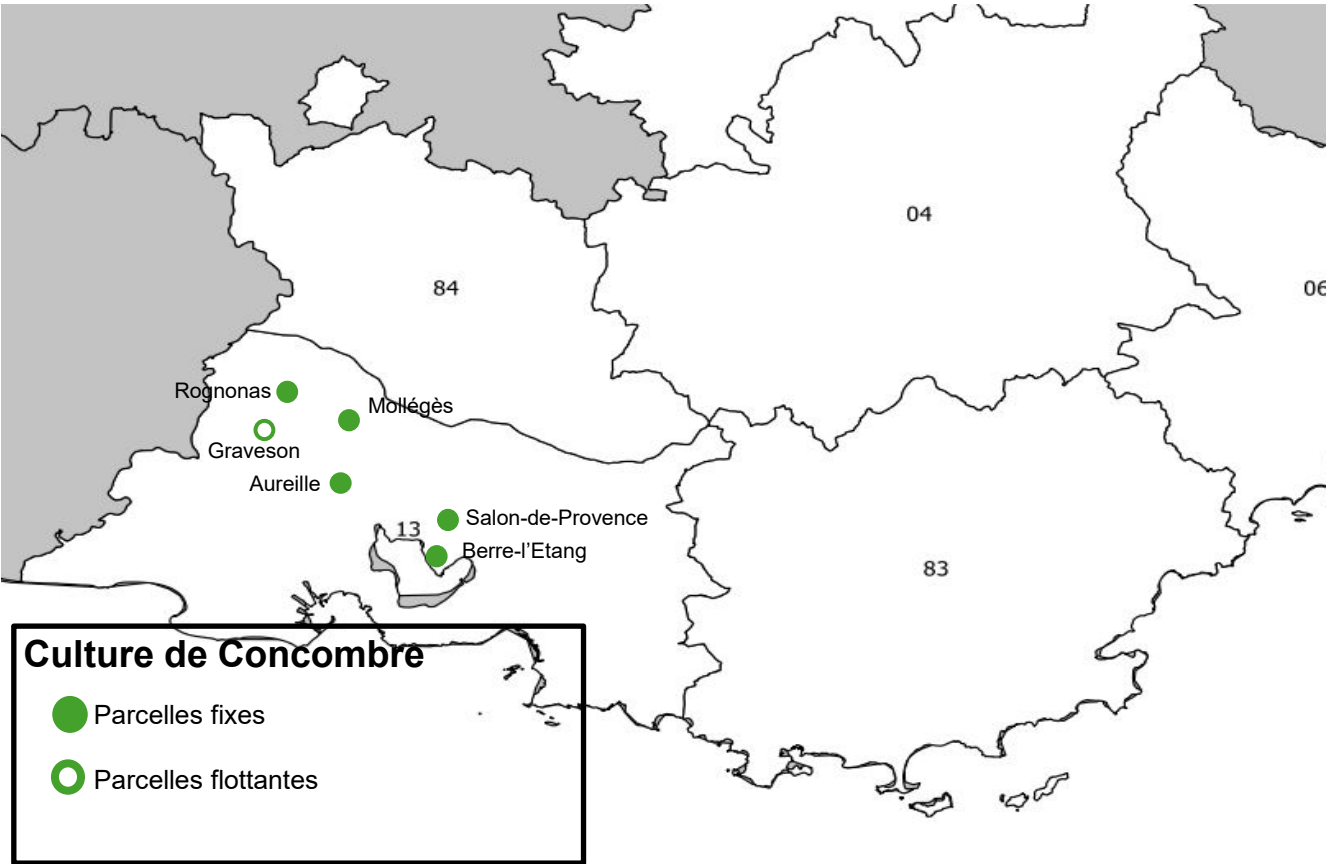 04
84
06
Rognonas
Mollégès
Graveson
Aureille
Salon-de-Provence
13
Berre-l’Etang
83
Culture de Concombre
Parcelles fixes
Parcelles flottantes